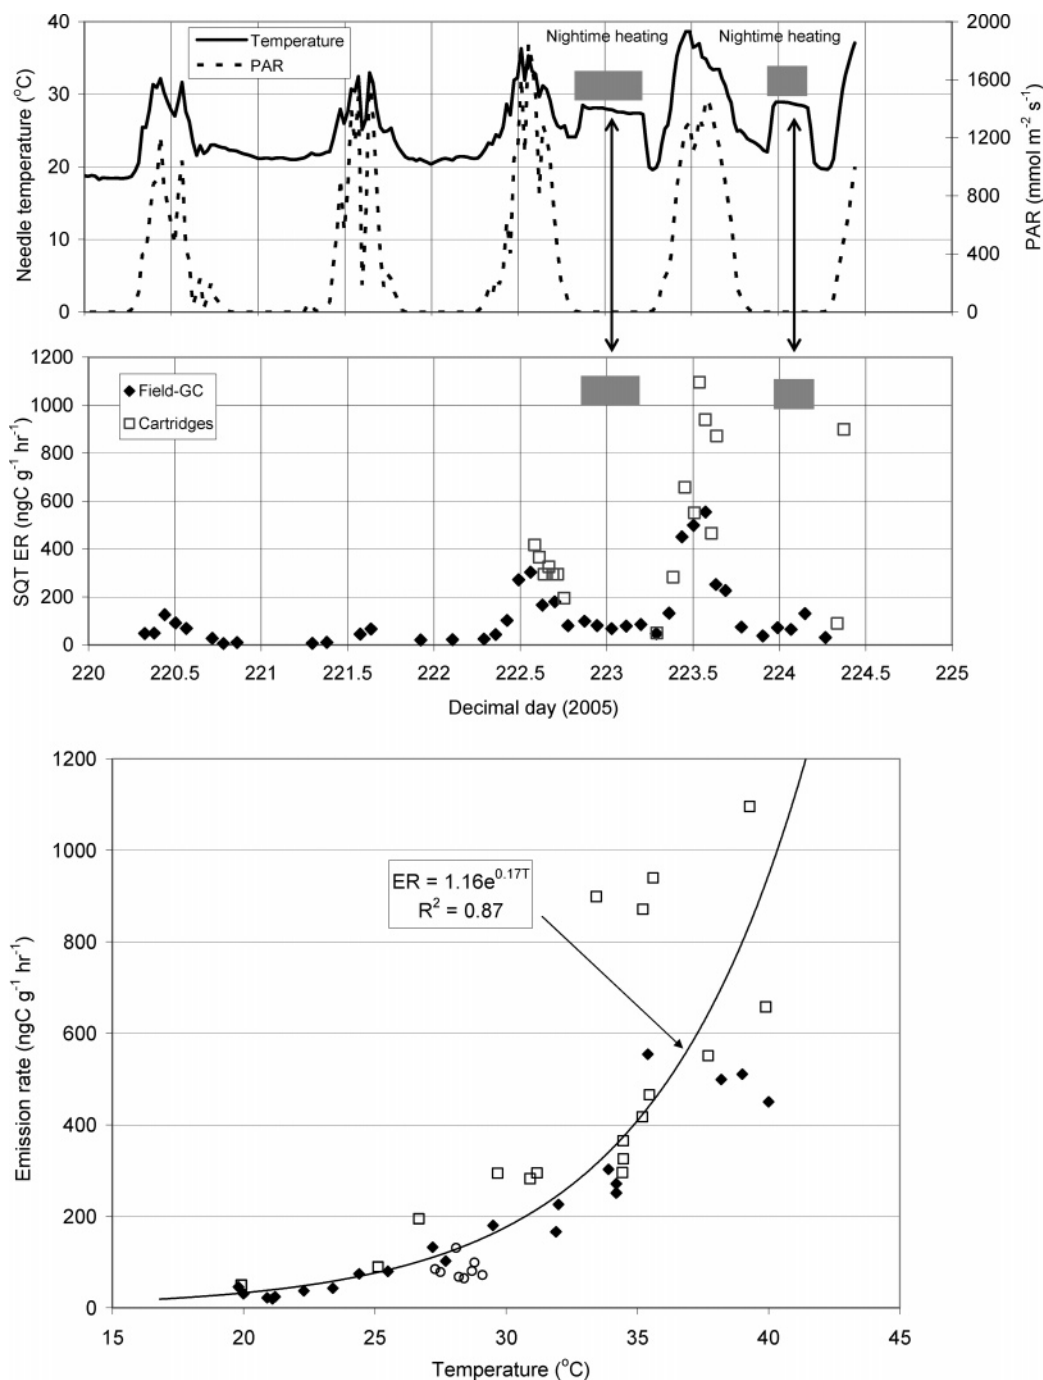 40
30
20
10
0
Needle temperature (°C)
Temperature
PAR
Nightime heating
Nightime heating
2000
1600
1200
800
400
0
PAR (mmol m⁻² s⁻¹)
1200
1000
800
600
400
200
0
SQT ER (ngC g⁻¹ hr⁻¹)
Field-GC
Cartridges
220 220.5 221 221.5 222 222.5 223 223.5 224 224.5 225
Decimal day (2005)
1200
1000
800
600
400
200
0
Emission rate (ngC g⁻¹ hr⁻¹)
ER = 1.16e^0.17T
R² = 0.87
15 20 25 30 35 40 45
Temperature (°C)